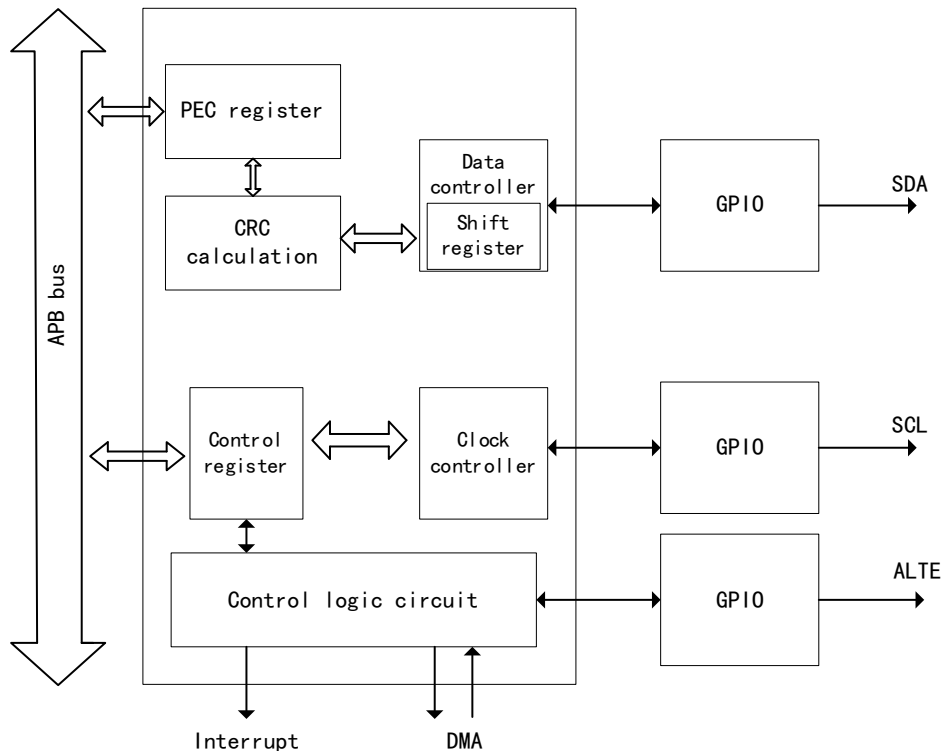 APB bus
PEC register
CRC
calculation
Data
controller
Shift
register
GPIO
SDA
Control
register
Clock
controller
GPIO
SCL
Control logic circuit
GPIO
ALTE
Interrupt
DMA